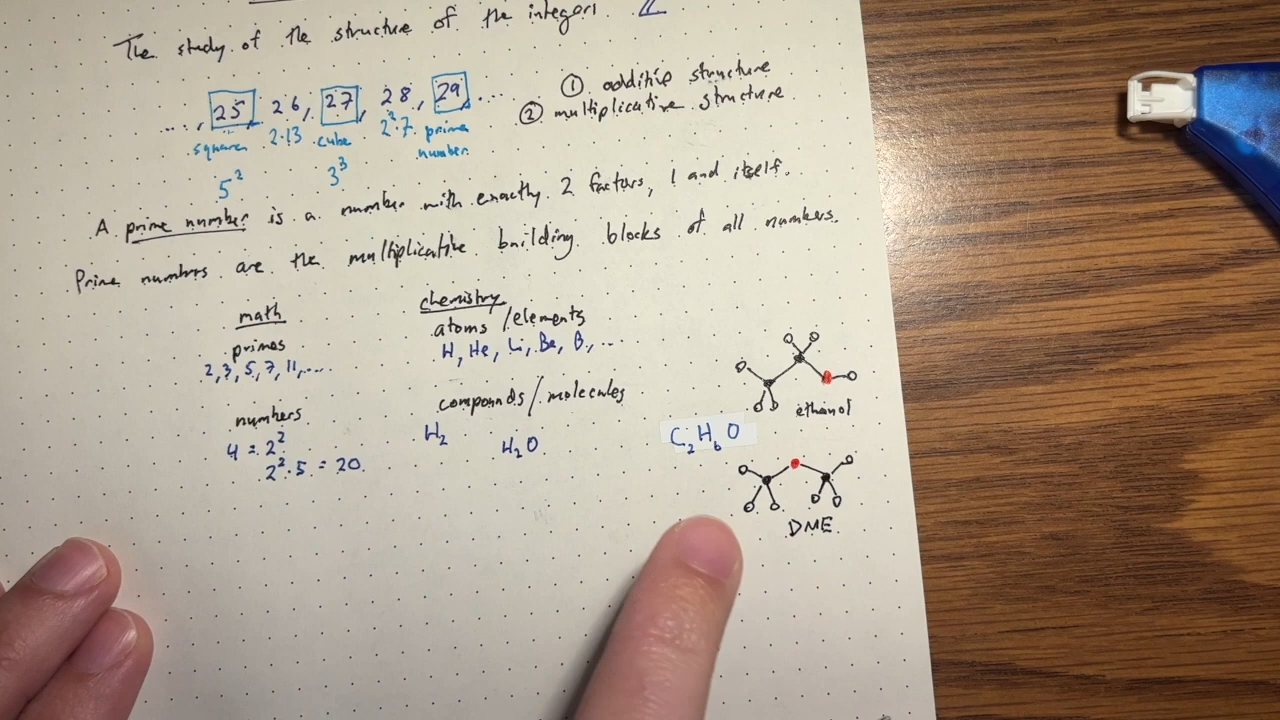 The study of the structure of the integers ℤ
..., 25, 26, 27, 28, 29, ...
square 2·13 cube 2²·7 prime number
5² 3³
① additive structure
② multiplicative structure
A prime number is a number with exactly 2 factors, 1 and itself.
Prime numbers are the multiplicative building blocks of all numbers.
math
primes
2, 3, 5, 7, 11, ...
numbers
4 = 2²
2²·5 = 20
chemistry
atoms / elements
H, He, Li, Be, B, ...
compounds / molecules
H₂ H₂O C₂H₆O
ethanol
DME